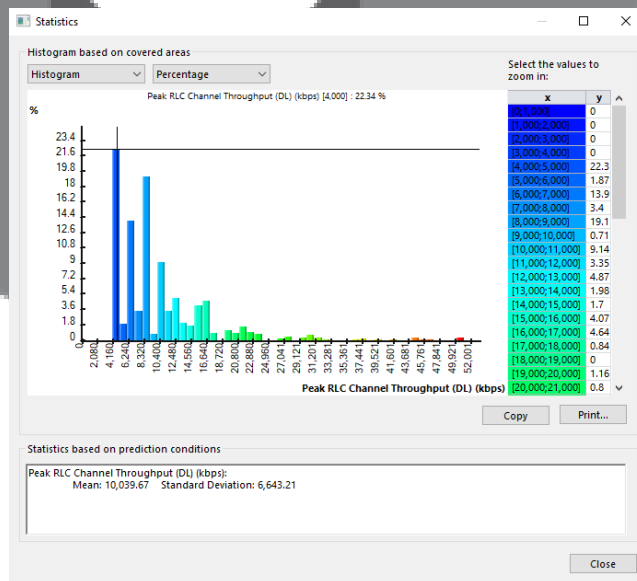 Statistics
Histogram based on covered areas
Histogram Percentage
Select the values to
zoom in:
Peak RLC Channel Throughput (DL) (kbps) [4,000] : 22.34 %
%
23.4
21.6
19.8
18
16.2
14.4
12.6
10.8
9
7.2
5.4
3.6
1.8
0
0 2,080 4,160 6,240 8,320 10,400 12,480 14,560 16,640 18,720 20,800 22,880 24,960 27,041 29,121 31,201 33,281 35,361 37,441 39,521 41,601 43,681 45,761 47,841 49,921 52,001
Peak RLC Channel Throughput (DL) (kbps)
x y
[0;1,000] 0
[1,000;2,000] 0
[2,000;3,000] 0
[3,000;4,000] 0
[4,000;5,000] 22.3
[5,000;6,000] 1.87
[6,000;7,000] 13.9
[7,000;8,000] 3.4
[8,000;9,000] 19.1
[9,000;10,000] 0.71
[10,000;11,000] 9.14
[11,000;12,000] 3.35
[12,000;13,000] 4.87
[13,000;14,000] 1.98
[14,000;15,000] 1.7
[15,000;16,000] 4.07
[16,000;17,000] 4.64
[17,000;18,000] 0.84
[18,000;19,000] 0
[19,000;20,000] 1.16
[20,000;21,000] 0.8
Copy Print...
Statistics based on prediction conditions
Peak RLC Channel Throughput (DL) (kbps):
Mean: 10,039.67 Standard Deviation: 6,643.21
Close